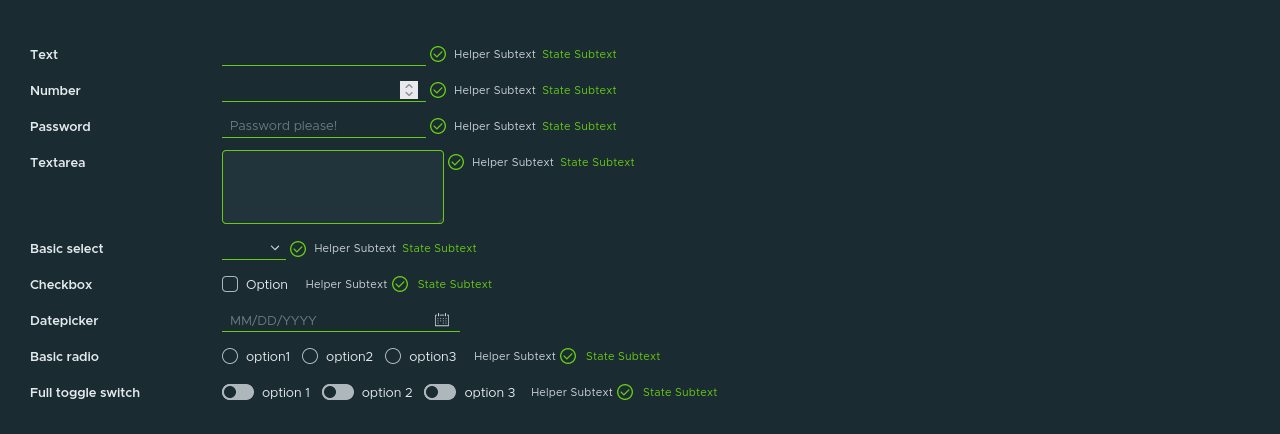 Text Helper Subtext State Subtext
Number Helper Subtext State Subtext
Password Password please! Helper Subtext State Subtext
Textarea Helper Subtext State Subtext
Basic select Helper Subtext State Subtext
Checkbox Option Helper Subtext State Subtext
Datepicker MM/DD/YYYY
Basic radio option1 option2 option3 Helper Subtext State Subtext
Full toggle switch option 1 option 2 option 3 Helper Subtext State Subtext